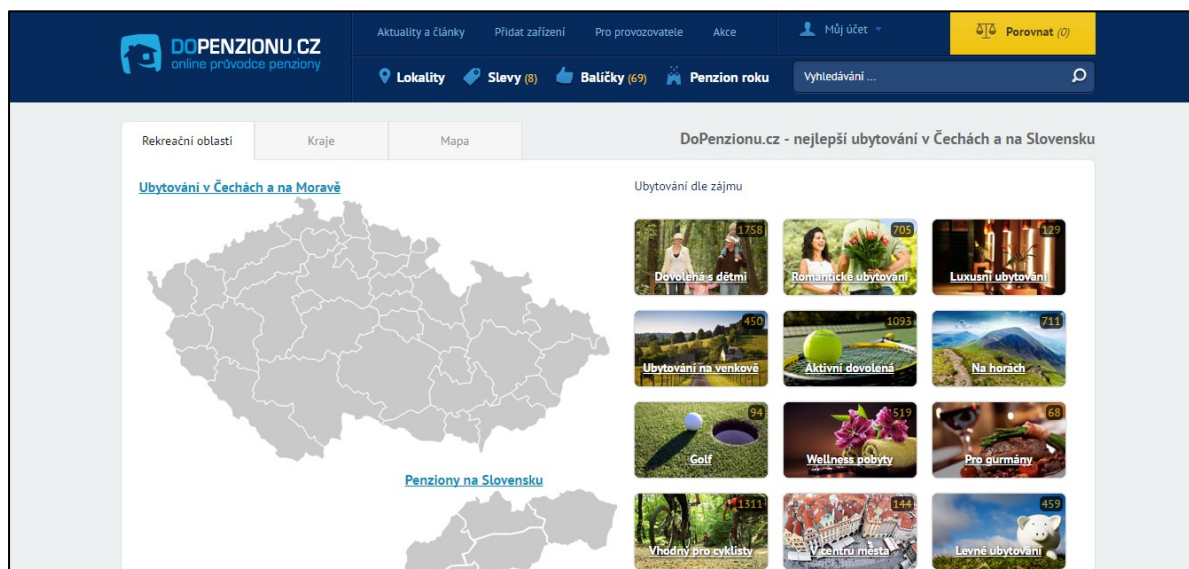 DOPENZIONU.CZ
online průvodce penziony
Aktuality a články
Přidat zařízení
Pro provozovatele
Akce
Můj účet
Porovnat (0)
Lokality
Slevy (8)
Balíčky (69)
Penzion roku
Vyhledávání ...
Rekreační oblasti
Kraje
Mapa
DoPenzionu.cz - nejlepší ubytování v Čechách a na Slovensku
Ubytování v Čechách a na Moravě
Penziony na Slovensku
Ubytování dle zájmu
1758
Dovolená s dětmi
705
Romantické ubytování
129
Luxusní ubytování
450
Ubytování na venkově
1093
Aktivní dovolená
711
Na horách
94
Golf
519
Wellness pobyty
68
Pro gurmány
1311
Vhodný pro cyklisty
144
V centru města
459
Levné ubytování